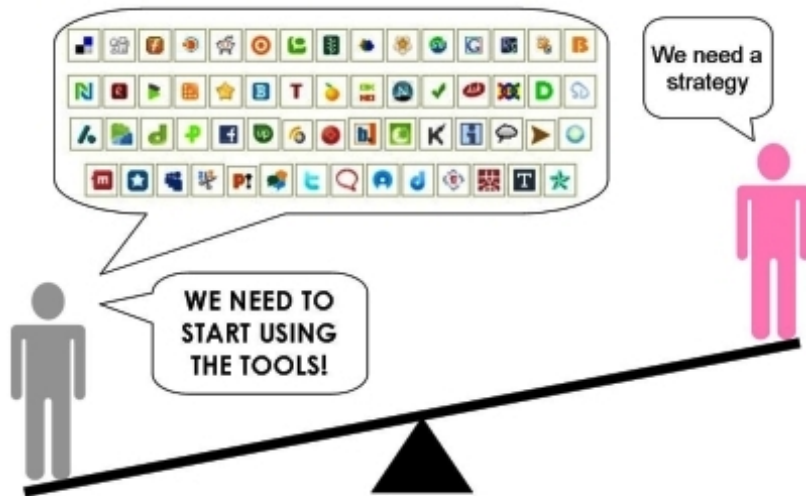 We need a
strategy
WE NEED TO
START USING
THE TOOLS!